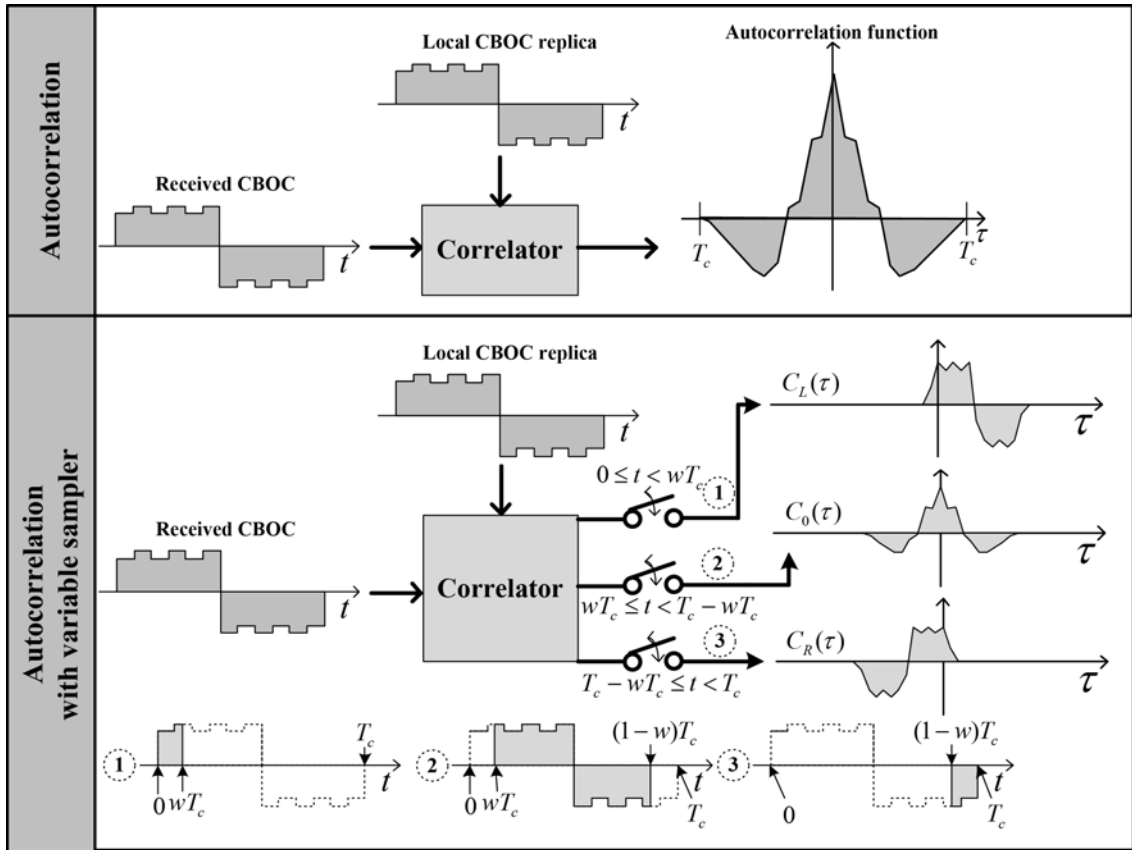 Autocorrelation
Local CBOC replica
t
Received CBOC
t
Correlator
Autocorrelation function
T_c
T_c
τ
Autocorrelation
with variable sampler
Local CBOC replica
t
Received CBOC
t
Correlator
0 ≤ t < wT_c
1
C_L(τ)
τ
2
wT_c ≤ t < T_c − wT_c
C_0(τ)
τ
3
T_c − wT_c ≤ t < T_c
C_R(τ)
τ
1
T_c
0 wT_c
t
2
(1 − w)T_c
0 wT_c
t
T_c
3
(1 − w)T_c
0
t
T_c